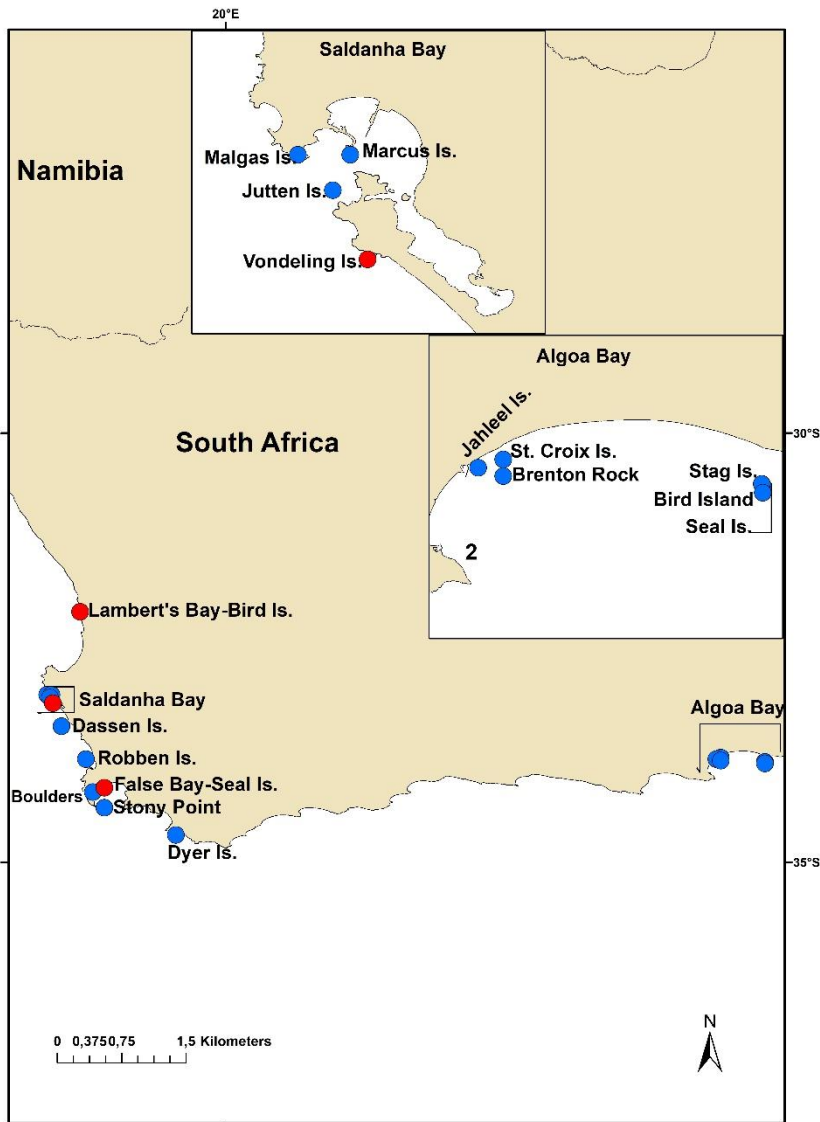 20°E
Saldanha Bay
Malgas Is.
Marcus Is.
Jutten Is.
Vondeling Is.
Namibia
Algoa Bay
Jahleel Is.
St. Croix Is.
Brenton Rock
Stag Is.
Bird Island
Seal Is.
2
30°S
South Africa
Lambert's Bay-Bird Is.
Saldanha Bay
Dassen Is.
Robben Is.
False Bay-Seal Is.
Boulders
Stony Point
Dyer Is.
Algoa Bay
35°S
0 0,375 0,75 1,5 Kilometers
N